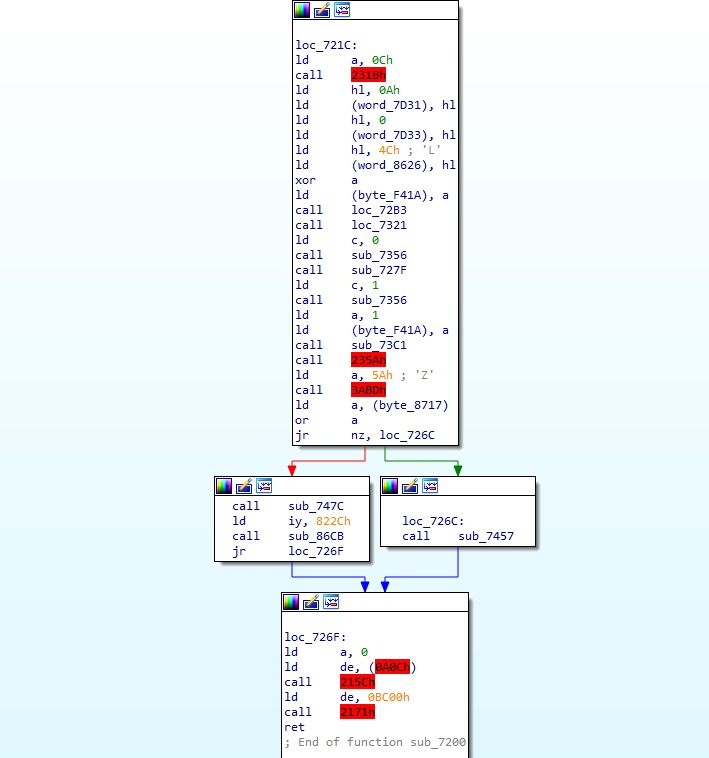 loc_721C:
ld a, 0Ch
call 231Bh
ld hl, 0Ah
ld (word_7D31), hl
ld hl, 0
ld (word_7D33), hl
ld hl, 4Ch ; 'L'
ld (word_8626), hl
xor a
ld (byte_F41A), a
call loc_72B3
call loc_7321
ld c, 0
call sub_7356
call sub_727F
ld c, 1
call sub_7356
ld a, 1
ld (byte_F41A), a
call sub_73C1
call 235Ah
ld a, 5Ah ; 'Z'
call 3ABDh
ld a, (byte_8717)
or a
jr nz, loc_726C
call sub_747C
ld iy, 822Ch
call sub_86CB
jr loc_726F
loc_726C:
call sub_7457
loc_726F:
ld a, 0
ld de, (0A0Ch)
call 215Ch
ld de, 0BC00h
call 2171h
ret
; End of function sub_7200